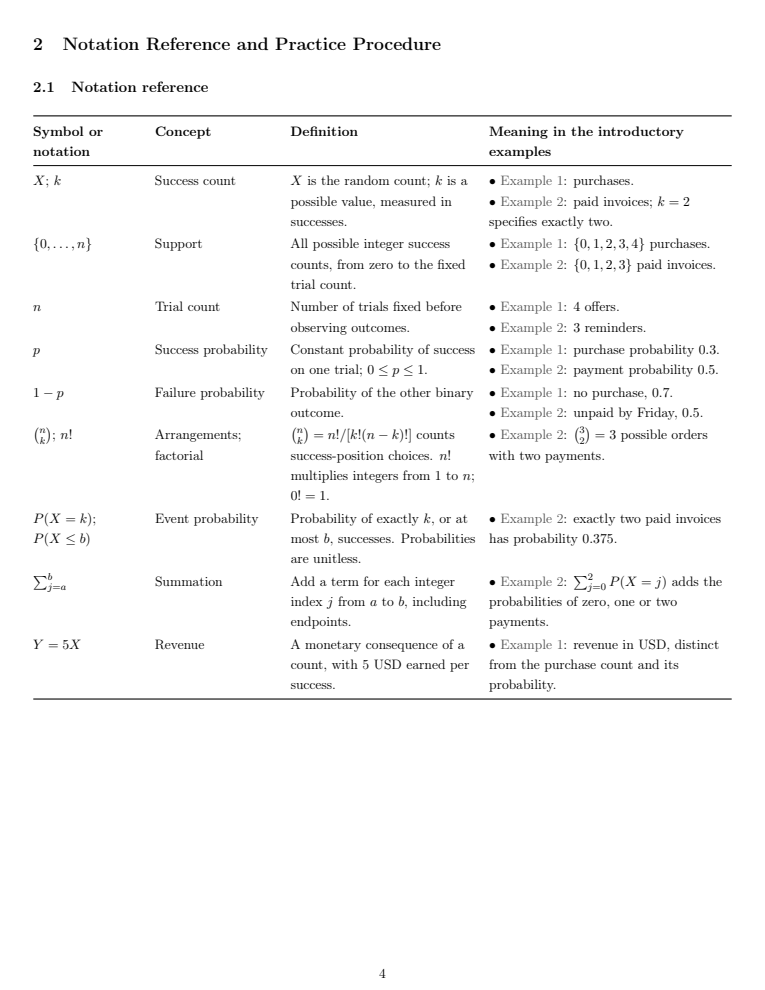 2 Notation Reference and Practice Procedure
2.1 Notation reference
Symbol or notation	Concept	Definition	Meaning in the introductory examples
X; k	Success count	X is the random count; k is a possible value, measured in successes.	• Example 1: purchases.
• Example 2: paid invoices; k = 2 specifies exactly two.
{0, . . . , n}	Support	All possible integer success counts, from zero to the fixed trial count.	• Example 1: {0, 1, 2, 3, 4} purchases.
• Example 2: {0, 1, 2, 3} paid invoices.
n	Trial count	Number of trials fixed before observing outcomes.	• Example 1: 4 offers.
• Example 2: 3 reminders.
p	Success probability	Constant probability of success on one trial; 0 ≤ p ≤ 1.	• Example 1: purchase probability 0.3.
• Example 2: payment probability 0.5.
1 − p	Failure probability	Probability of the other binary outcome.	• Example 1: no purchase, 0.7.
• Example 2: unpaid by Friday, 0.5.
(n k); n!	Arrangements; factorial	(n k) = n!/[k!(n − k)!] counts success-position choices. n! multiplies integers from 1 to n; 0! = 1.	• Example 2: (3 2) = 3 possible orders with two payments.
P(X = k); P(X ≤ b)	Event probability	Probability of exactly k, or at most b, successes. Probabilities are unitless.	• Example 2: exactly two paid invoices has probability 0.375.
∑_{j=a}^{b}	Summation	Add a term for each integer index j from a to b, including endpoints.	• Example 2: ∑_{j=0}^{2} P(X = j) adds the probabilities of zero, one or two payments.
Y = 5X	Revenue	A monetary consequence of a count, with 5 USD earned per success.	• Example 1: revenue in USD, distinct from the purchase count and its probability.
4